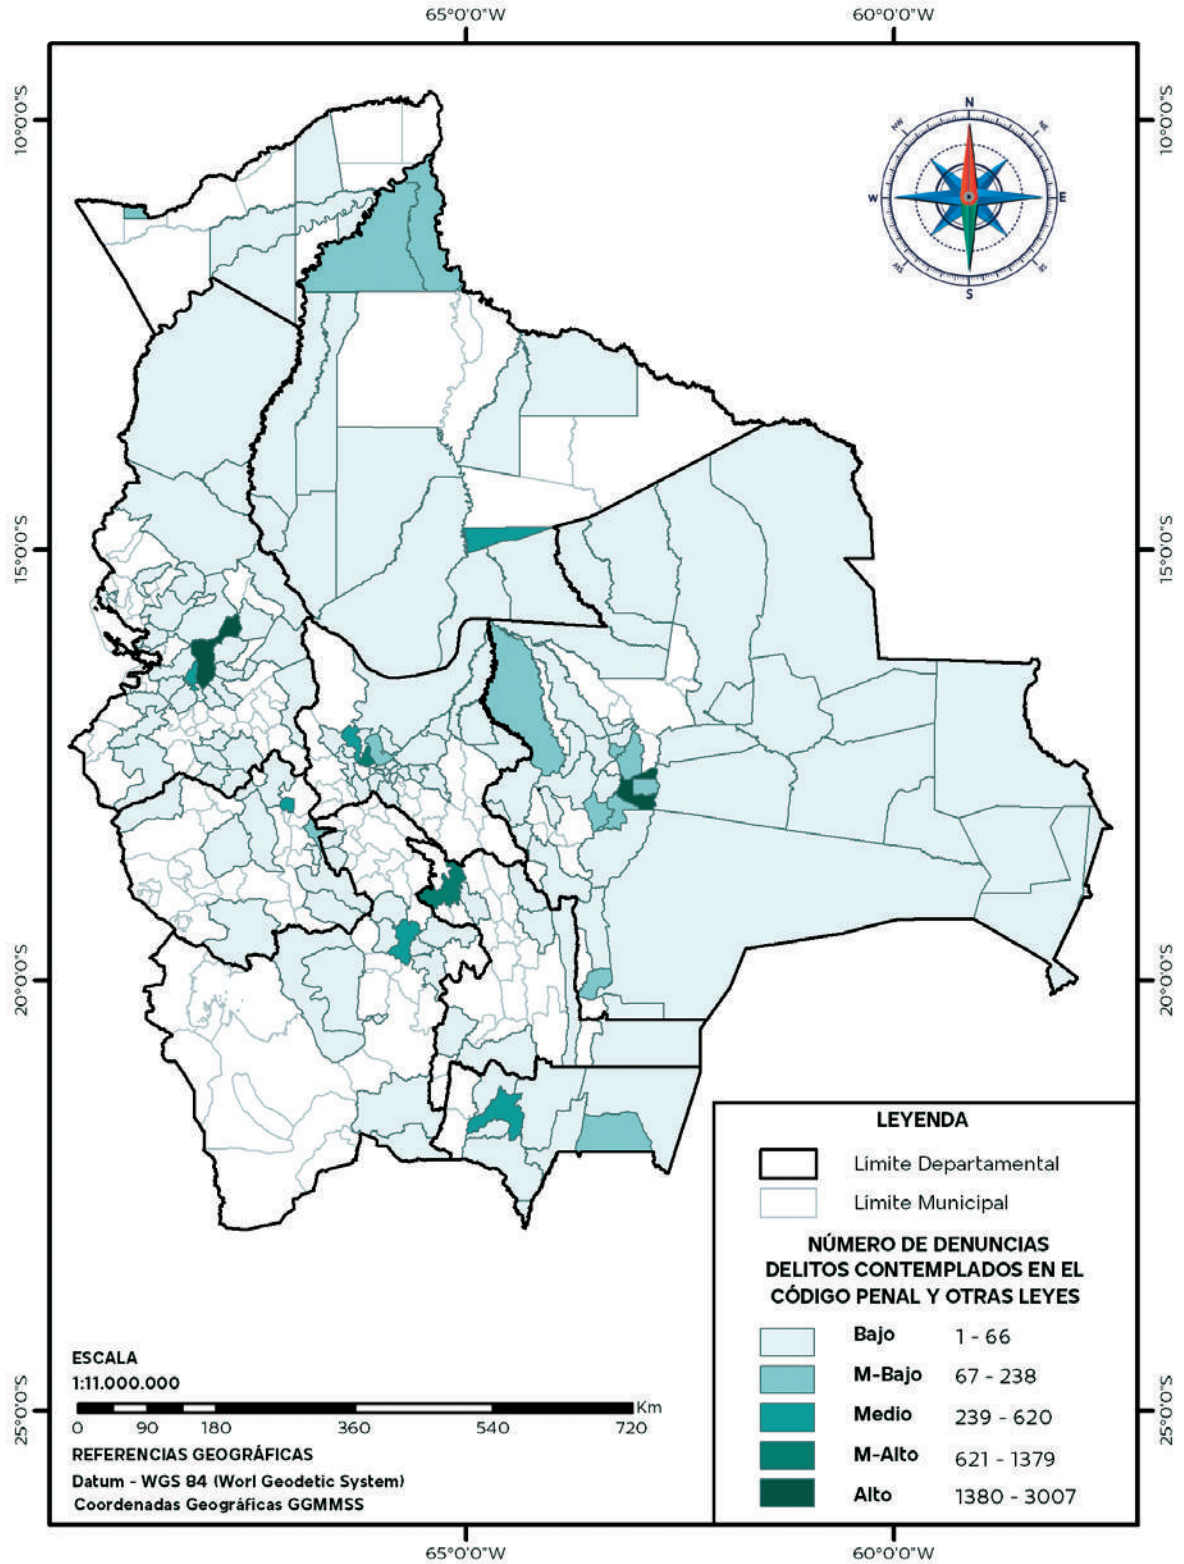 65°0'0"W
60°0'0"W
10°0'0"S
10°0'0"S
N
NW
NE
W
E
S
15°0'0"S
15°0'0"S
20°0'0"S
20°0'0"S
LEYENDA
Límite Departamental
Límite Municipal
NÚMERO DE DENUNCIAS
DELITOS CONTEMPLADOS EN EL
CÓDIGO PENAL Y OTRAS LEYES
Bajo 1 - 66
M-Bajo 67 - 238
Medio 239 - 620
M-Alto 621 - 1379
Alto 1380 - 3007
ESCALA
1:11.000.000
Km
0 90 180 360 540 720
REFERENCIAS GEOGRÁFICAS
Datum - WGS 84 (Worl Geodetic System)
Coordenadas Geográficas GGMMSS
25°0'0"S
25°0'0"S
65°0'0"W
60°0'0"W